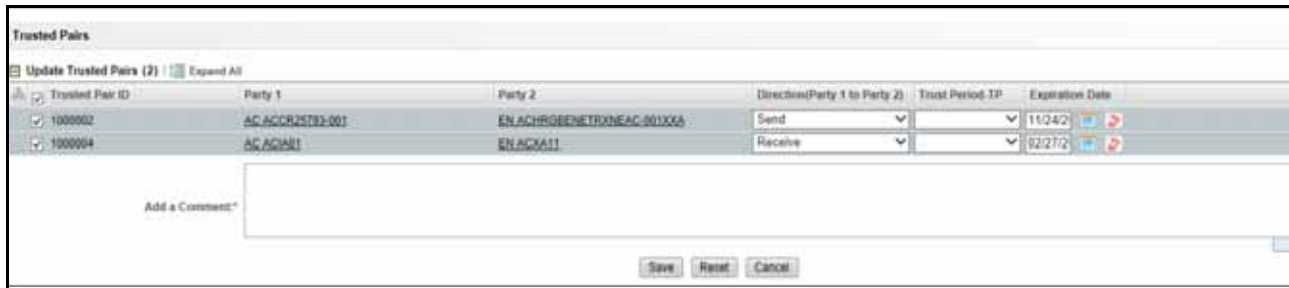 Trusted Pairs
Update Trusted Pairs (2) Expand All
Trusted Pair ID Party 1 Party 2 Direction(Party 1 to Party 2) Trust Period-TP Expiration Date
1000002 AC ACCR25793-001 EN ACHRGBENETRXNEAC-001XXA Send 11/24/2
1000004 AC ACIA01 EN ACXA11 Receive 02/27/2
Add a Comment:*
Save Reset Cancel